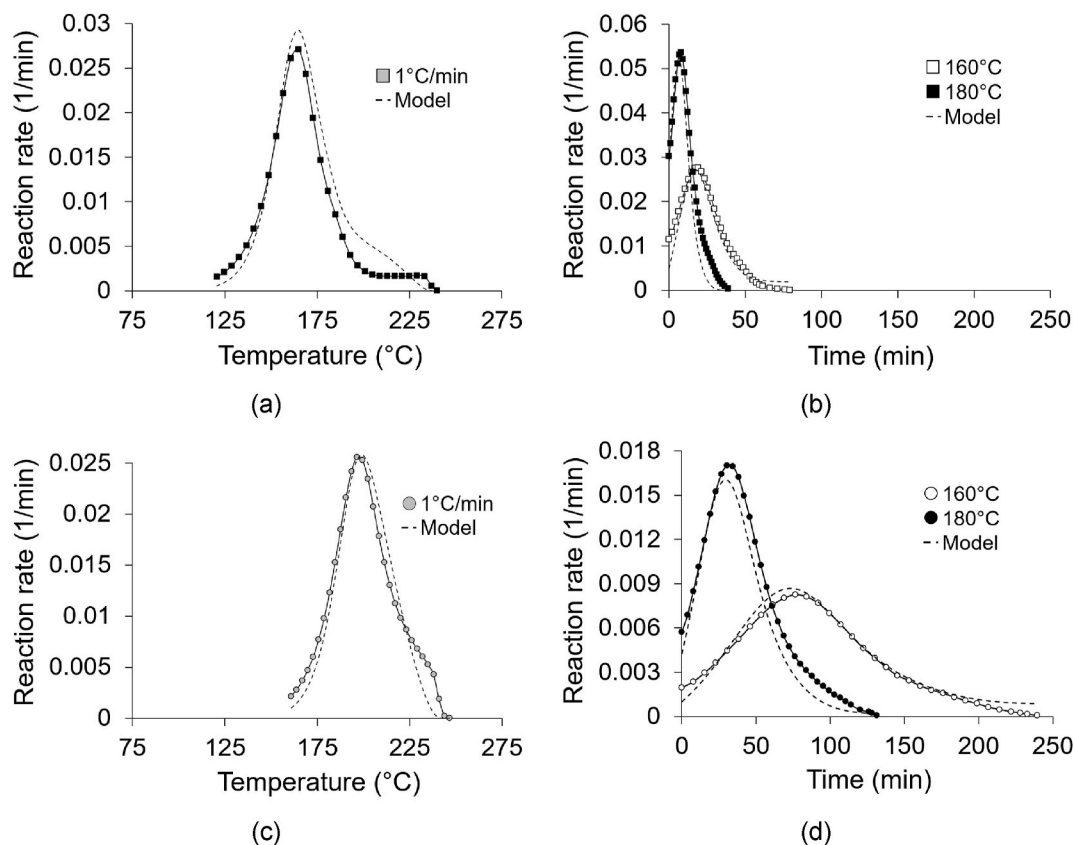 0.03
0.025
0.02
0.015
0.01
0.005
0
Reaction rate (1/min)
1°C/min
Model
75 125 175 225 275
Temperature (°C)
(a)
0.06
0.05
0.04
0.03
0.02
0.01
0
Reaction rate (1/min)
160°C
180°C
Model
0 50 100 150 200 250
Time (min)
(b)
0.025
0.02
0.015
0.01
0.005
0
Reaction rate (1/min)
1°C/min
Model
75 125 175 225 275
Temperature (°C)
(c)
0.018
0.015
0.012
0.009
0.006
0.003
0
Reaction rate (1/min)
160°C
180°C
Model
0 50 100 150 200 250
Time (min)
(d)